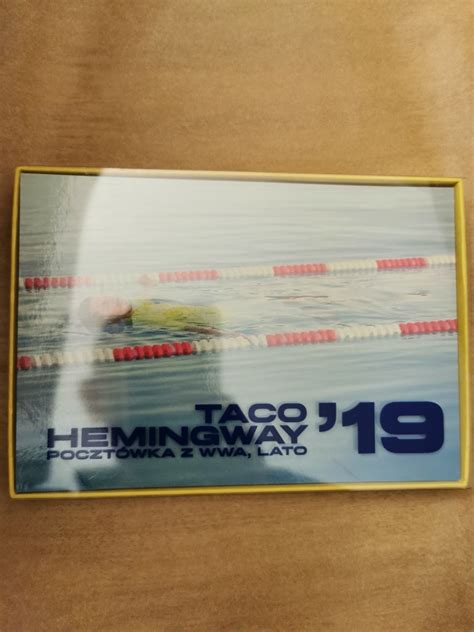 TACO
HEMINGWAY
POCZTÓWKA Z WWA, LATO
'19